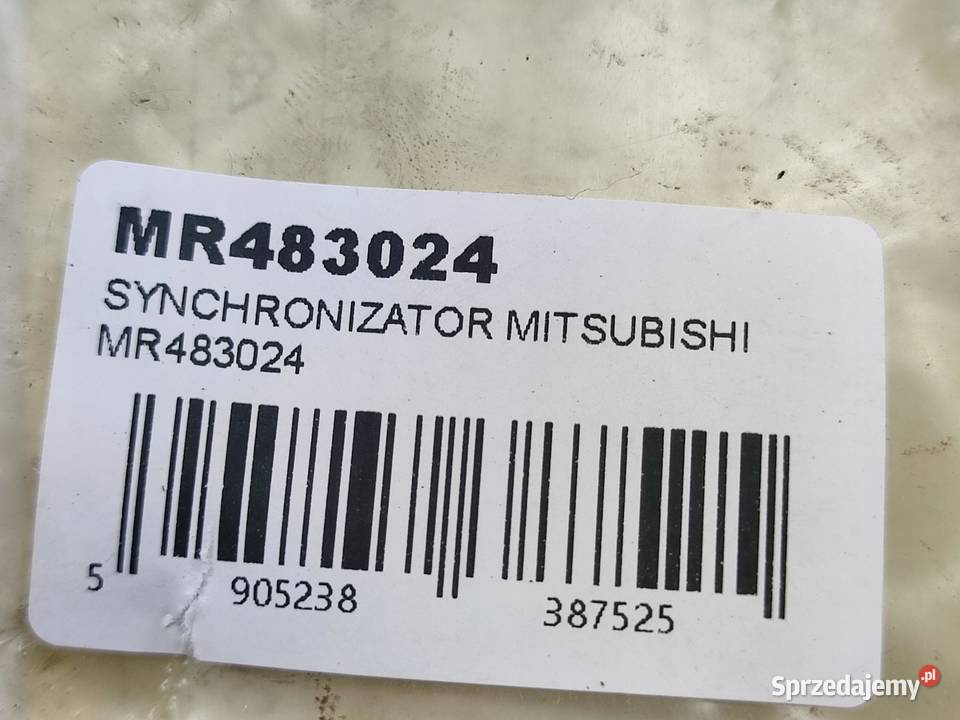 MR483024
SYNCHRONIZATOR MITSUBISHI
MR483024
5 905238 387525
Sprzedajemy.pl